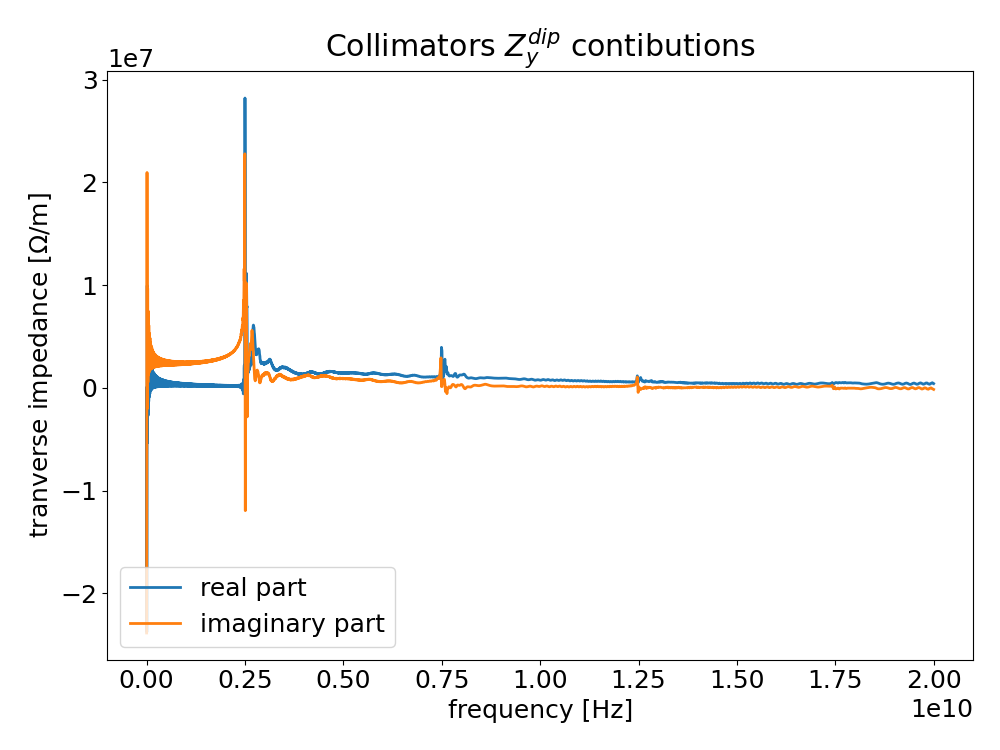 Collimators $Z_y^{dip}$ contibutions
1e7
3
2
1
0
−1
−2
tranverse impedance [Ω/m]
real part
imaginary part
0.00 0.25 0.50 0.75 1.00 1.25 1.50 1.75 2.00
1e10
frequency [Hz]